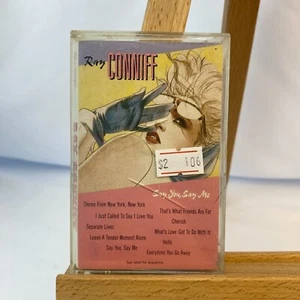 Ray
CONNIFF
$2 .06
Say You, Say Me
Theme From New York, New York
I Just Called To Say I Love You
Separate Lives
Leave A Tender Moment Alone
Say You, Say Me
That's What Friends Are For
Cherish
What's Love Got To Do With It
Hello
Everytime You Go Away